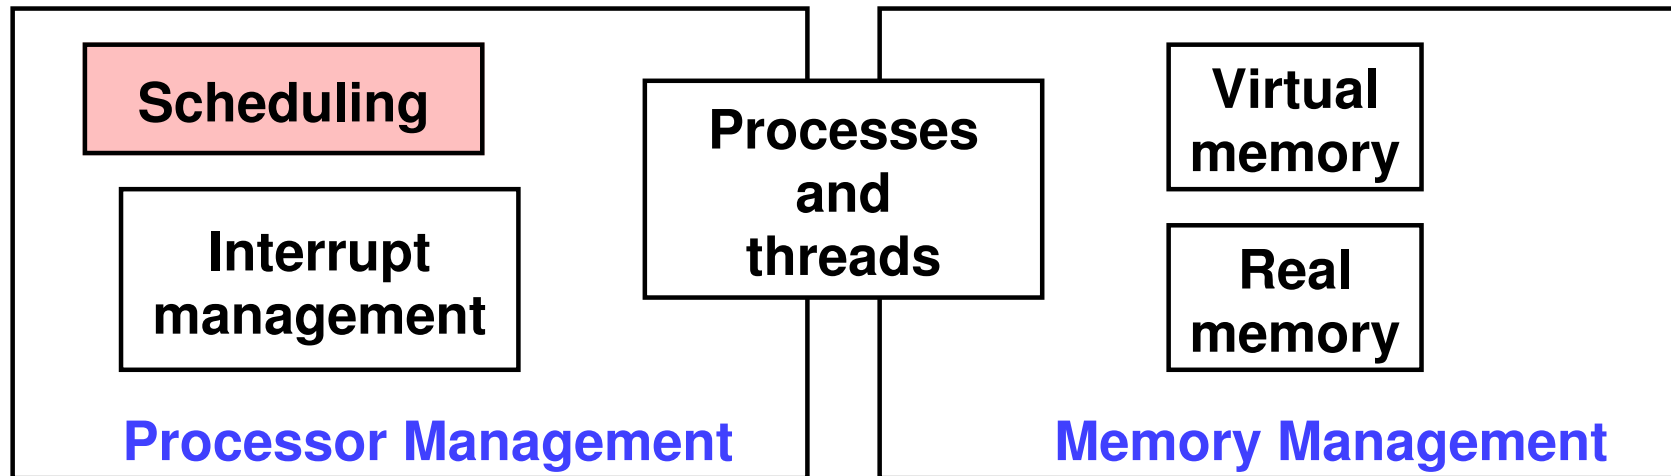 Scheduling
Interrupt
management
Processes
and
threads
Virtual
memory
Real
memory
Processor Management
Memory Management